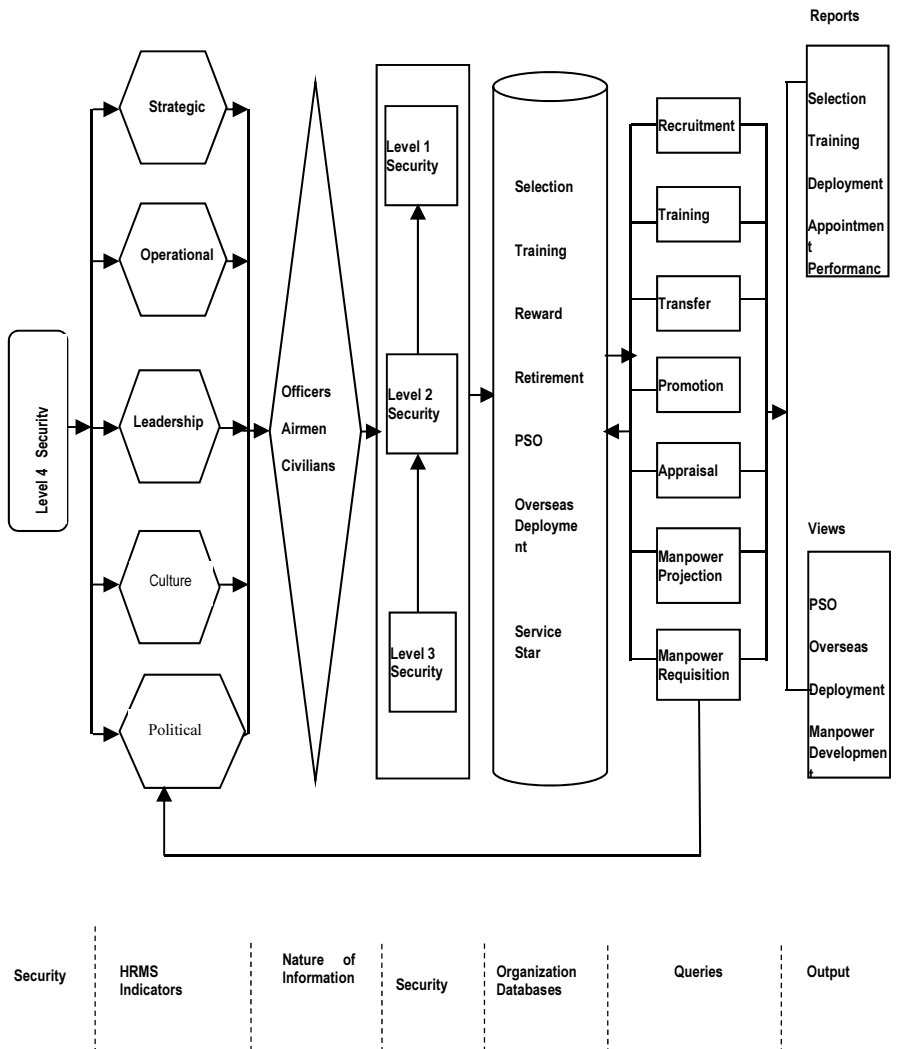 Level 4 Security
Strategic
Operational
Leadership
Culture
Political
Officers
Airmen
Civilians
Level 1
Security
Level 2
Security
Level 3
Security
Selection
Training
Reward
Retirement
PSO
Overseas
Deployme
nt
Service
Star
Recruitment
Training
Transfer
Promotion
Appraisal
Manpower
Projection
Manpower
Requisition
Reports
Selection
Training
Deployment
Appointmen
t
Performanc
Views
PSO
Overseas
Deployment
Manpower
Developmen
t
Security
HRMS
Indicators
Nature of
Information
Security
Organization
Databases
Queries
Output